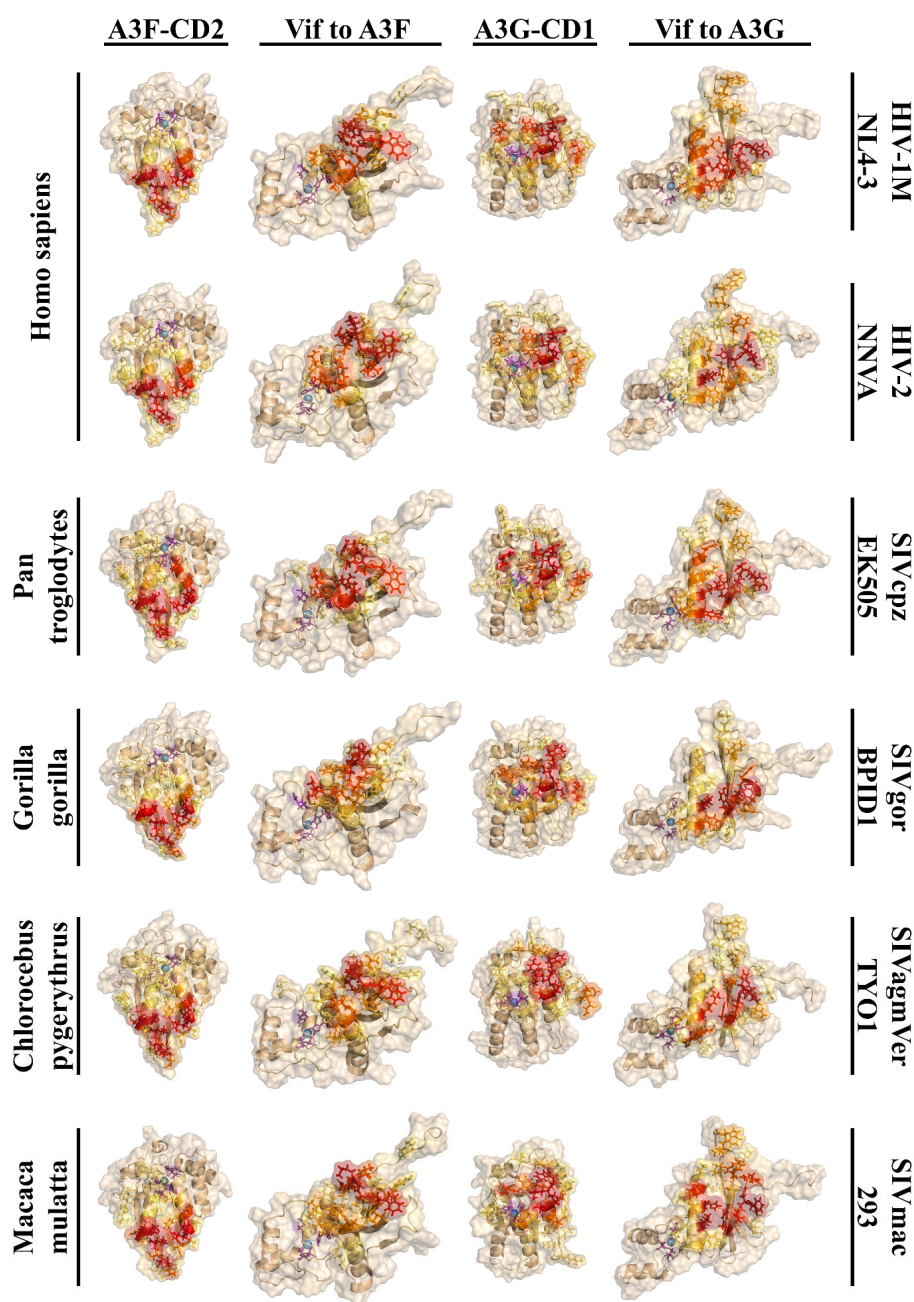 A3F-CD2
Vif to A3F
A3G-CD1
Vif to A3G
Homo sapiens
HIV-1M
NL4-3
HIV-2
NNVA
Pan
troglodytes
SIVcpz
EK505
Gorilla
gorilla
SIVgor
BPID1
Chlorocebus
pygerythrus
SIVagmVer
TYO1
Macaca
mulatta
SIVmac
293